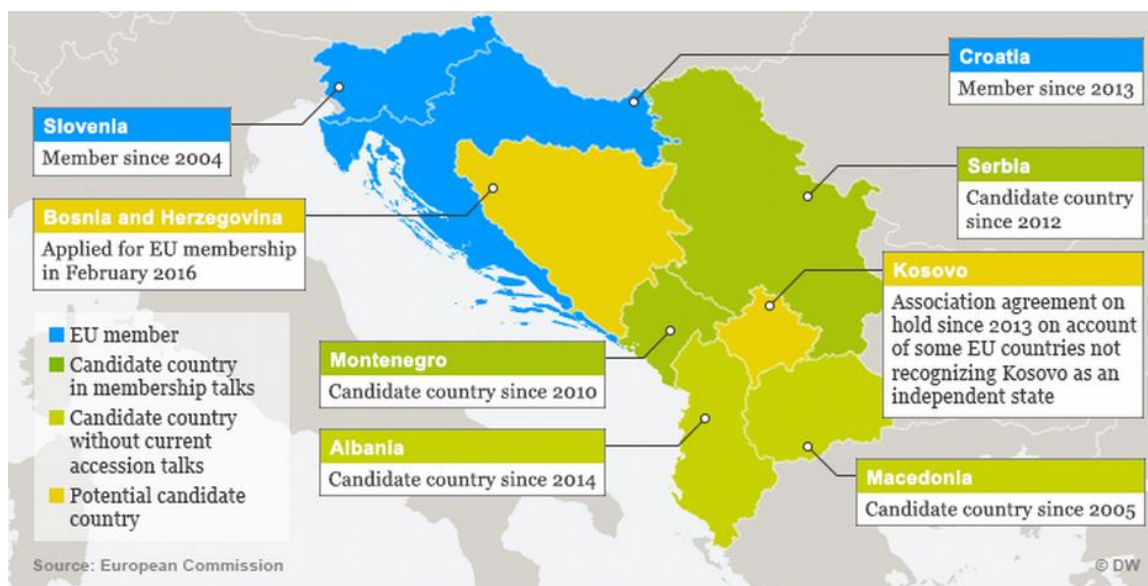 Croatia
Member since 2013
Slovenia
Member since 2004
Serbia
Candidate country
since 2012
Bosnia and Herzegovina
Applied for EU membership
in February 2016
Kosovo
Association agreement on
hold since 2013 on account
of some EU countries not
recognizing Kosovo as an
independent state
EU member
Candidate country
in membership talks
Candidate country
without current
accession talks
Potential candidate
country
Montenegro
Candidate country since 2010
Albania
Candidate country since 2014
Macedonia
Candidate country since 2005
Source: European Commission
© DW